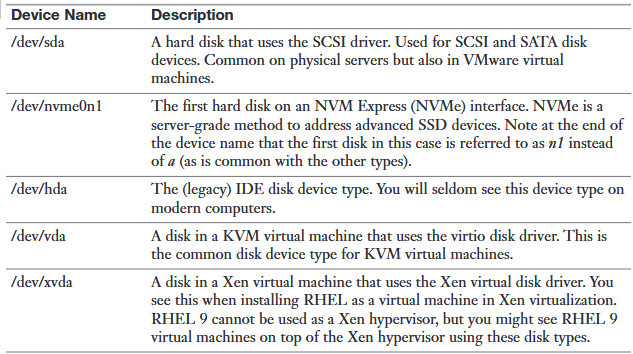 Device Name Description
/dev/sda A hard disk that uses the SCSI driver. Used for SCSI and SATA disk
devices. Common on physical servers but also in VMware virtual
machines.
/dev/nvme0n1 The first hard disk on an NVM Express (NVMe) interface. NVMe is a
server-grade method to address advanced SSD devices. Note at the end of
the device name that the first disk in this case is referred to as n1 instead
of a (as is common with the other types).
/dev/hda The (legacy) IDE disk device type. You will seldom see this device type on
modern computers.
/dev/vda A disk in a KVM virtual machine that uses the virtio disk driver. This is
the common disk device type for KVM virtual machines.
/dev/xvda A disk in a Xen virtual machine that uses the Xen virtual disk driver. You
see this when installing RHEL as a virtual machine in Xen virtualization.
RHEL 9 cannot be used as a Xen hypervisor, but you might see RHEL 9
virtual machines on top of the Xen hypervisor using these disk types.